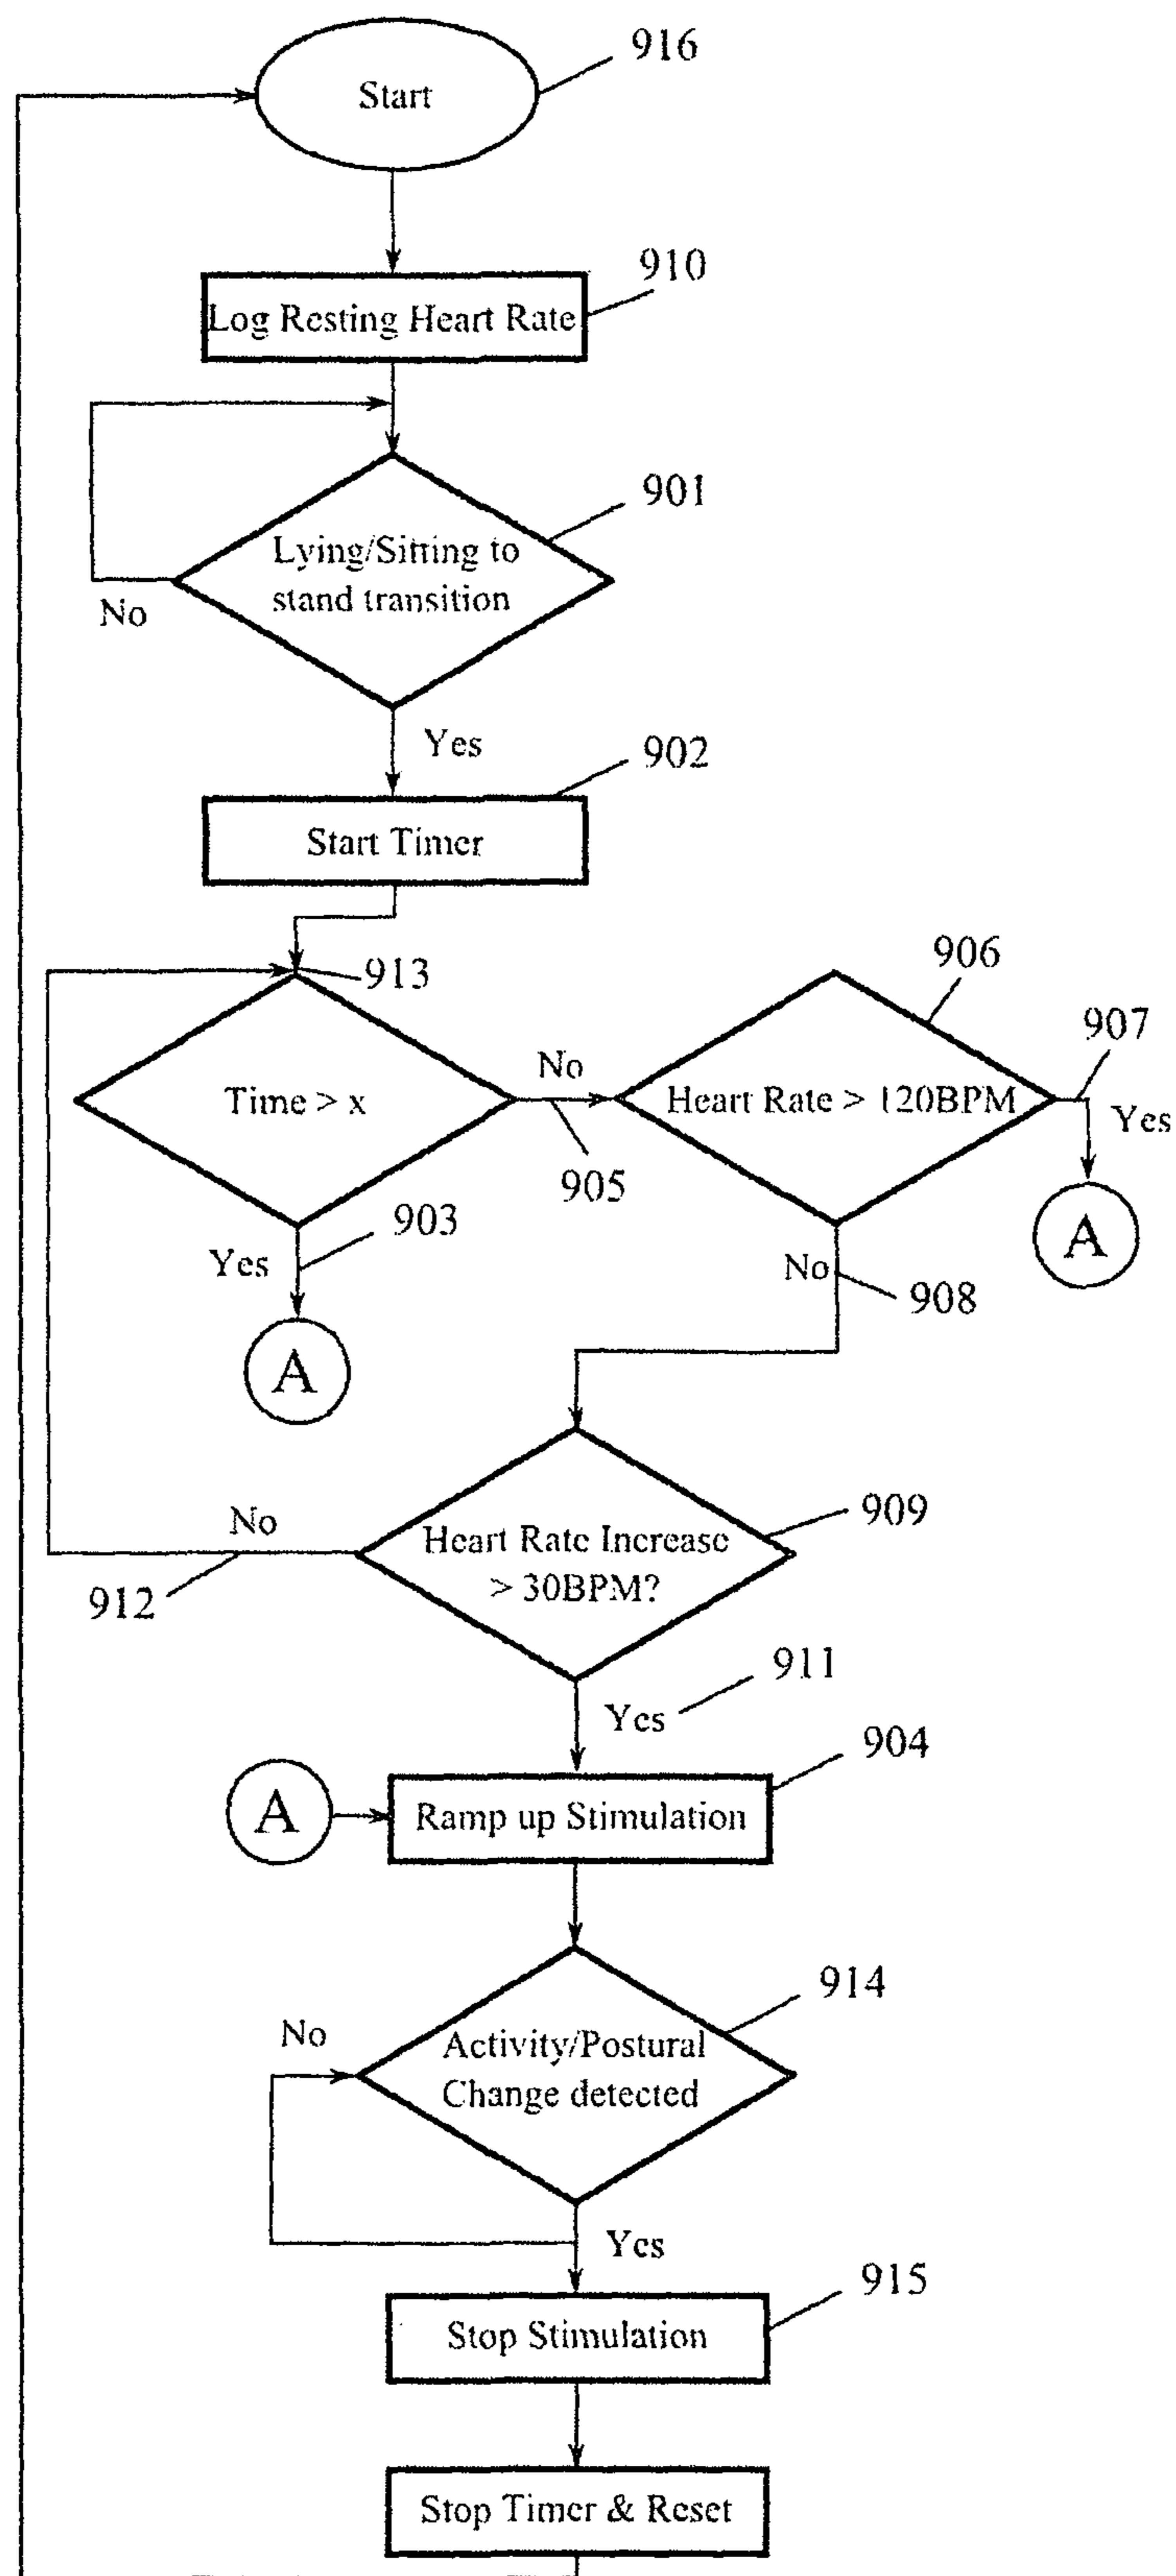 Start
916
910
Log Resting Heart Rate
901
Lying/Sitting to
stand transition
No
Yes
902
Start Timer
913
906
907
Time > x
No
Heart Rate > 120BPM
Yes
905
903
Yes
A
No
908
A
No
912
Heart Rate Increase
> 30BPM?
909
911
Yes
904
A
Ramp up Stimulation
914
No
Activity/Postural
Change detected
Yes
915
Stop Stimulation
Stop Timer & Reset